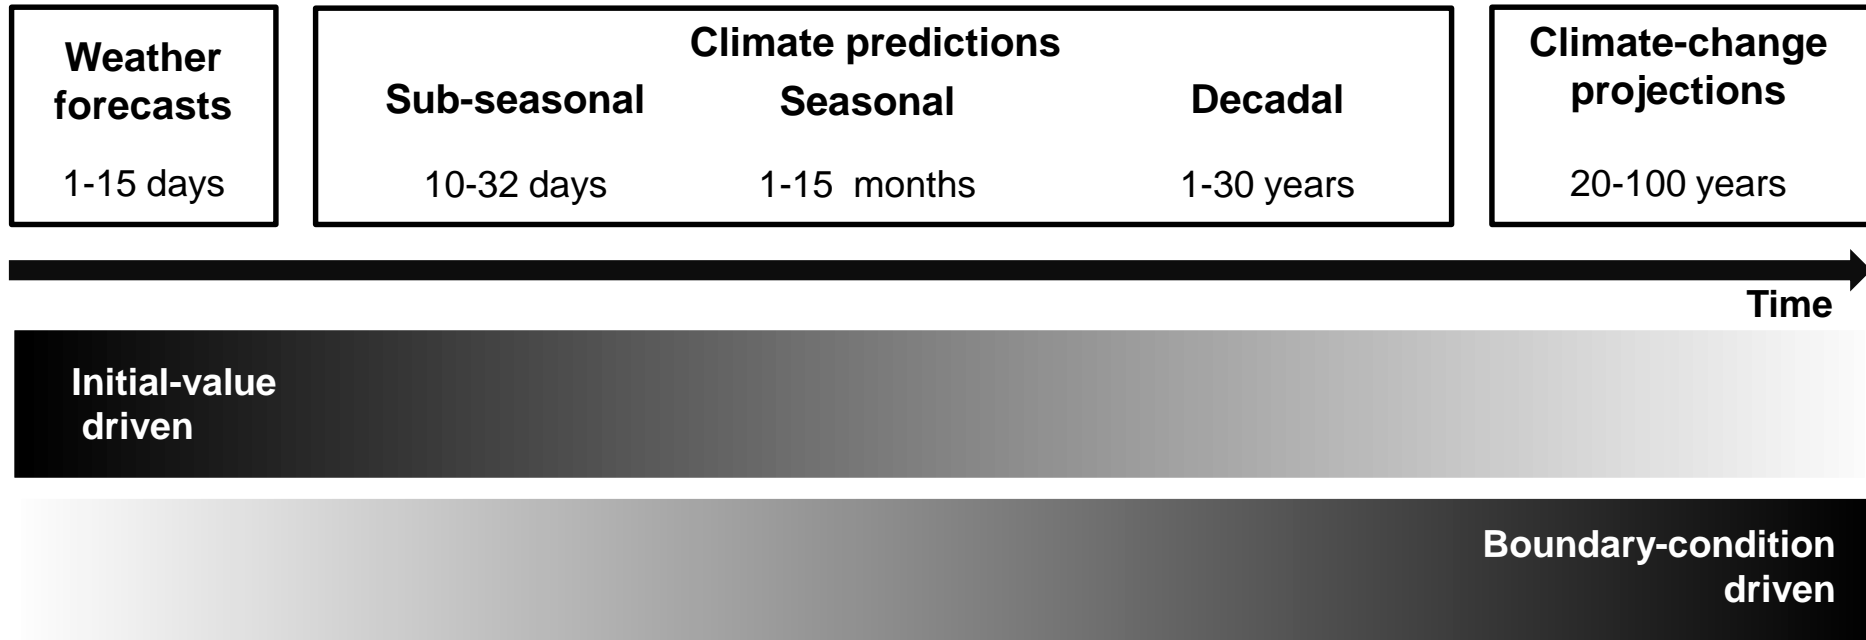 Weather
forecasts
1-15 days
Climate predictions
Sub-seasonal
Seasonal
Decadal
10-32 days
1-15 months
1-30 years
Climate-change
projections
20-100 years
Time
Initial-value
driven
Boundary-condition
driven